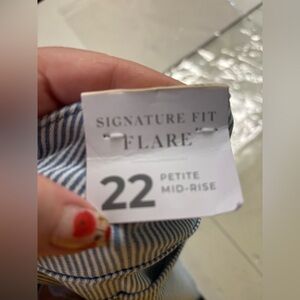 SIGNATURE FIT
"FLARE"
22 PETITE
MID-RISE